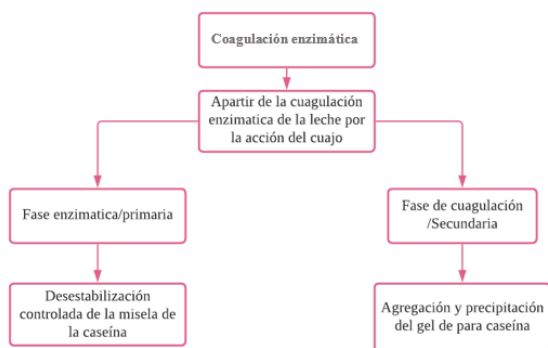 Coagulación enzimática
Apartir de la cuagulación
enzimatica de la leche por
la acción del cuajo
Fase enzimatica/primaria
Fase de cuagulación
/Secundaria
Desestabilización
controlada de la misela de
la caseína
Agregación y precipitación
del gel de para caseína